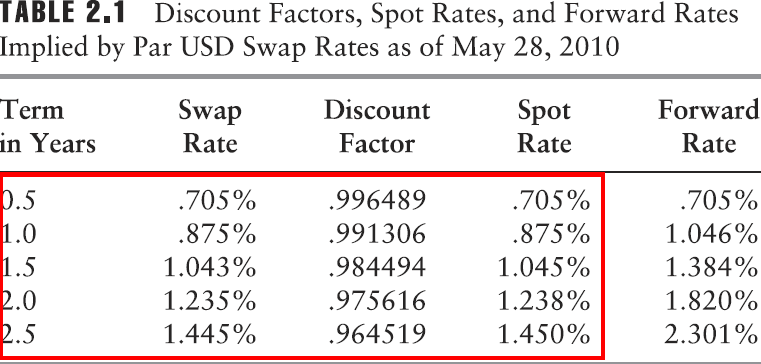 TABLE 2.1 Discount Factors, Spot Rates, and Forward Rates
Implied by Par USD Swap Rates as of May 28, 2010
Term Swap Discount Spot Forward
in Years Rate Factor Rate Rate
0.5 .705% .996489 .705% .705%
1.0 .875% .991306 .875% 1.046%
1.5 1.043% .984494 1.045% 1.384%
2.0 1.235% .975616 1.238% 1.820%
2.5 1.445% .964519 1.450% 2.301%